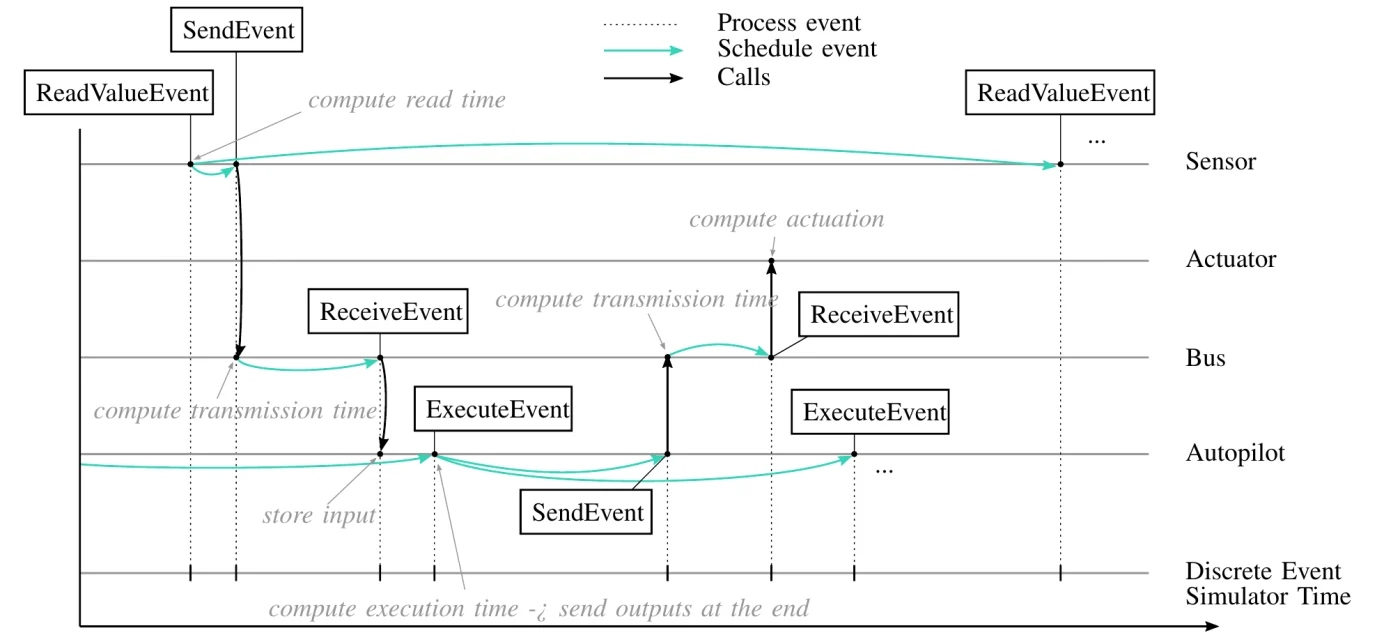 SendEvent
Process event
Schedule event
Calls
ReadValueEvent
ReadValueEvent
compute read time
...
Sensor
compute actuation
Actuator
compute transmission time
ReceiveEvent
ReceiveEvent
Bus
compute transmission time
ExecuteEvent
ExecuteEvent
Autopilot
...
store input
SendEvent
Discrete Event
Simulator Time
compute execution time -¿ send outputs at the end